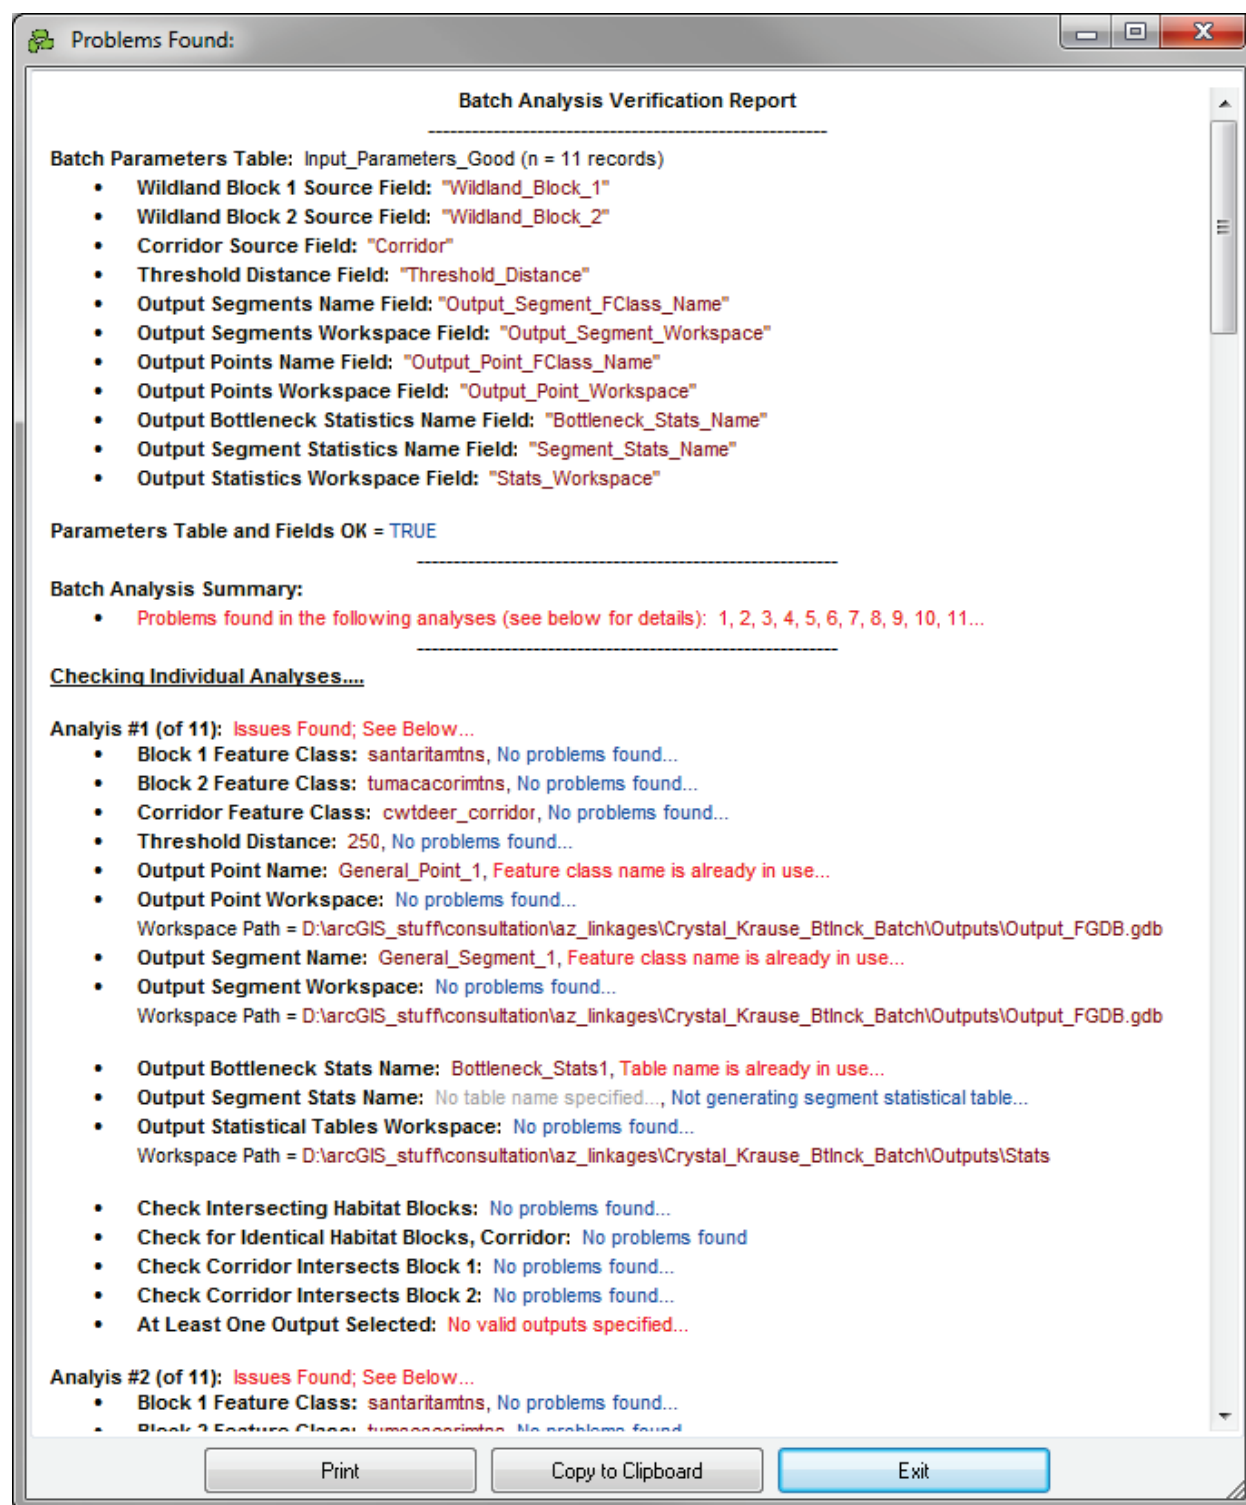 Problems Found:
Batch Analysis Verification Report
--------------------------------------------------------
Batch Parameters Table: Input_Parameters_Good (n = 11 records)
• Wildland Block 1 Source Field: "Wildland_Block_1"
• Wildland Block 2 Source Field: "Wildland_Block_2"
• Corridor Source Field: "Corridor"
• Threshold Distance Field: "Threshold_Distance"
• Output Segments Name Field: "Output_Segment_FClass_Name"
• Output Segments Workspace Field: "Output_Segment_Workspace"
• Output Points Name Field: "Output_Point_FClass_Name"
• Output Points Workspace Field: "Output_Point_Workspace"
• Output Bottleneck Statistics Name Field: "Bottleneck_Stats_Name"
• Output Segment Statistics Name Field: "Segment_Stats_Name"
• Output Statistics Workspace Field: "Stats_Workspace"
Parameters Table and Fields OK = TRUE
-----------------------------------------------------------
Batch Analysis Summary:
• Problems found in the following analyses (see below for details): 1, 2, 3, 4, 5, 6, 7, 8, 9, 10, 11...
-----------------------------------------------------------
Checking Individual Analyses....
Analyis #1 (of 11): Issues Found; See Below...
• Block 1 Feature Class: santaritamtns, No problems found...
• Block 2 Feature Class: tumacacorimtns, No problems found...
• Corridor Feature Class: cwtdeer_corridor, No problems found...
• Threshold Distance: 250, No problems found...
• Output Point Name: General_Point_1, Feature class name is already in use...
• Output Point Workspace: No problems found...
Workspace Path = D:\arcGIS_stuff\consultation\az_linkages\Crystal_Krause_Btlnck_Batch\Outputs\Output_FGDB.gdb
• Output Segment Name: General_Segment_1, Feature class name is already in use...
• Output Segment Workspace: No problems found...
Workspace Path = D:\arcGIS_stuff\consultation\az_linkages\Crystal_Krause_Btlnck_Batch\Outputs\Output_FGDB.gdb
• Output Bottleneck Stats Name: Bottleneck_Stats1, Table name is already in use...
• Output Segment Stats Name: No table name specified..., Not generating segment statistical table...
• Output Statistical Tables Workspace: No problems found...
Workspace Path = D:\arcGIS_stuff\consultation\az_linkages\Crystal_Krause_Btlnck_Batch\Outputs\Stats
• Check Intersecting Habitat Blocks: No problems found...
• Check for Identical Habitat Blocks, Corridor: No problems found
• Check Corridor Intersects Block 1: No problems found...
• Check Corridor Intersects Block 2: No problems found...
• At Least One Output Selected: No valid outputs specified...
Analyis #2 (of 11): Issues Found; See Below...
• Block 1 Feature Class: santaritamtns, No problems found...
• Block 2 Feature Class: tumacacorimtns, No problems found
Print
Copy to Clipboard
Exit